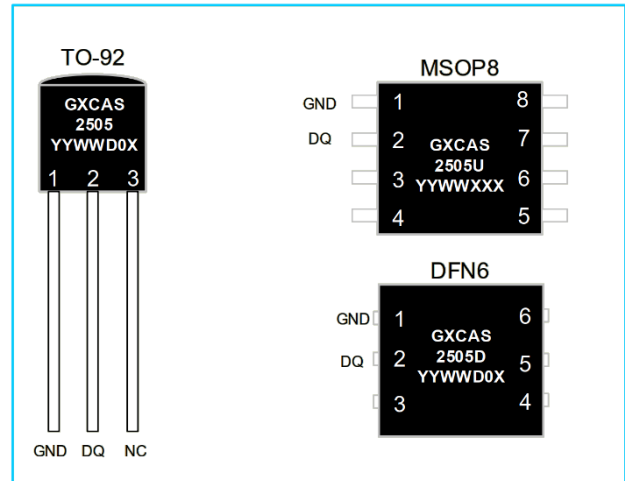 TO-92
GXCAS
2505
YYWWD0X
1 2 3
GND DQ NC
MSOP8
GND 1 8
DQ 2 7
GXCAS
2505U
YYWWXXX
3 6
4 5
DFN6
GND 1 6
DQ 2 5
GXCAS
2505D
YYWWD0X
3 4